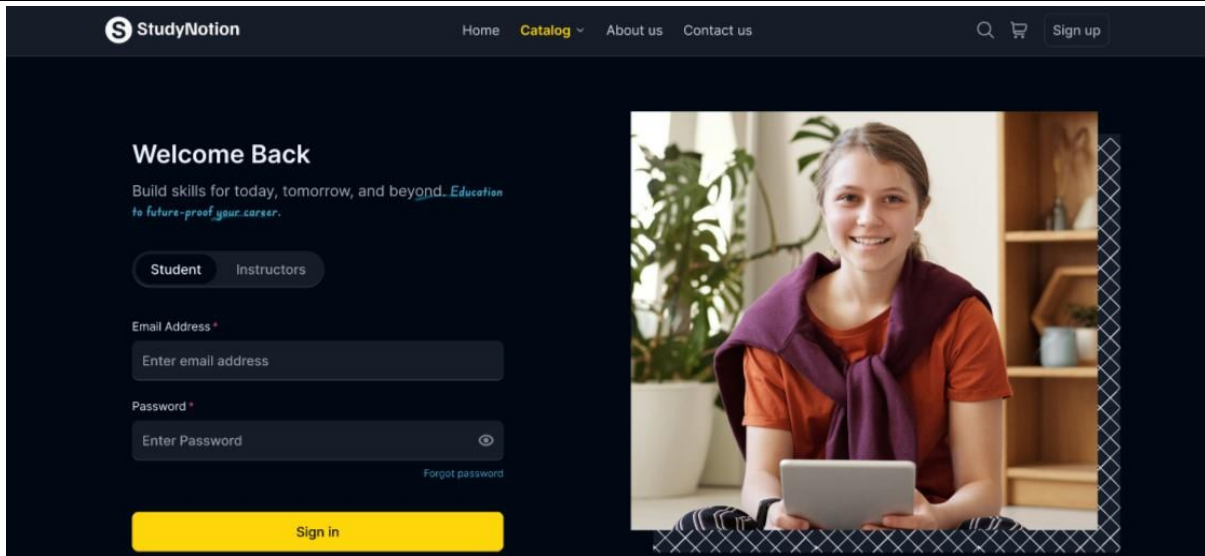 StudyNotion Home Catalog About us Contact us Sign up
Welcome Back
Build skills for today, tomorrow, and beyond. Education
to future-proof your career.
Student Instructors
Email Address *
Enter email address
Password *
Enter Password
Forgot password
Sign in